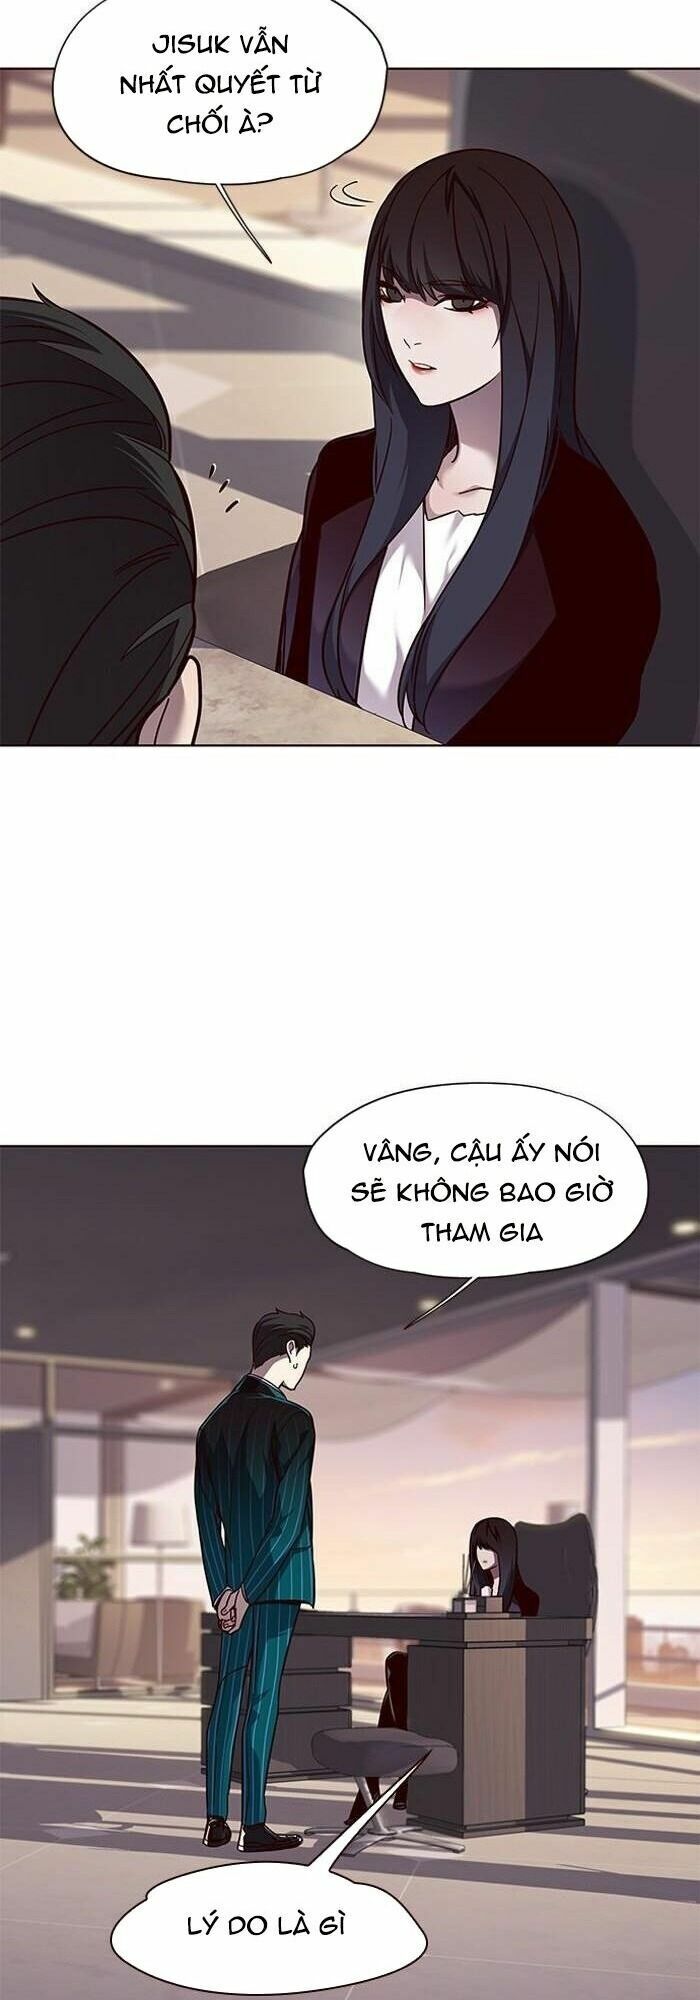 JISUK VẪN
NHẤT QUYẾT TỪ
CHỐI À?
VÂNG, CẬU ẤY NÓI
SẼ KHÔNG BAO GIỜ
THAM GIA
LÝ DO LÀ GÌ